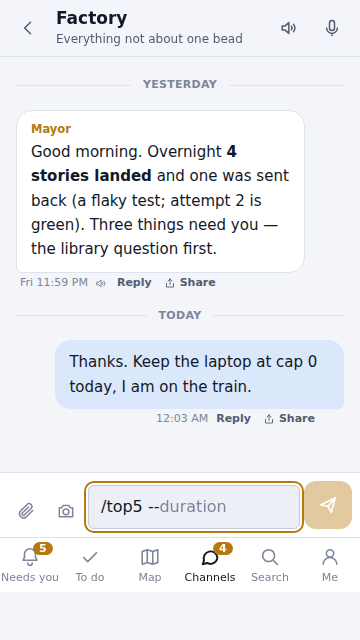 Factory
Everything not about one bead
YESTERDAY
Mayor
Good morning. Overnight 4
stories landed and one was sent
back (a flaky test; attempt 2 is
green). Three things need you —
the library question first.
Fri 11:59 PM Reply Share
TODAY
Thanks. Keep the laptop at cap 0
today, I am on the train.
12:03 AM Reply Share
/top5 --duration
5 4
Needs you To do Map Channels Search Me